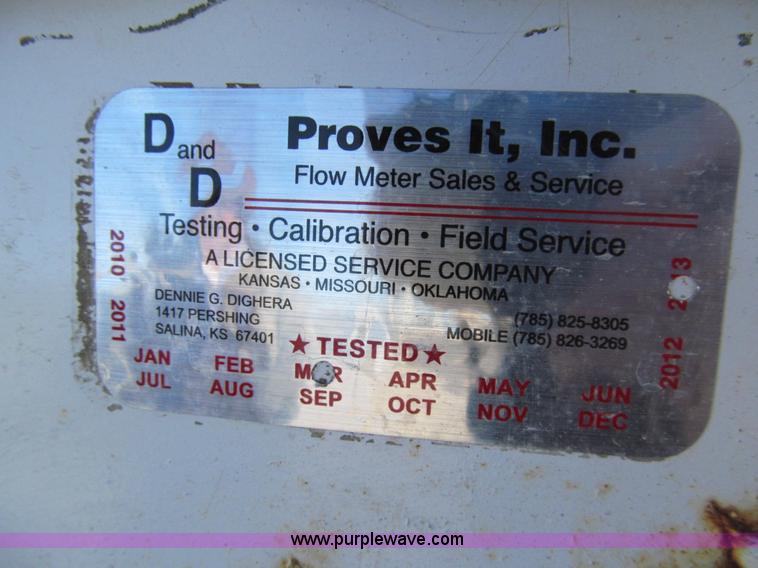 D and D
Proves It, Inc.
Flow Meter Sales & Service
Testing • Calibration • Field Service
A LICENSED SERVICE COMPANY
KANSAS • MISSOURI • OKLAHOMA
DENNIE G. DIGHERA
1417 PERSHING
SALINA, KS 67401
(785) 825-8305
MOBILE (785) 826-3269
★ TESTED ★
JAN FEB MAR APR MAY JUN
JUL AUG SEP OCT NOV DEC
2010 2011
2012 2013
www.purplewave.com